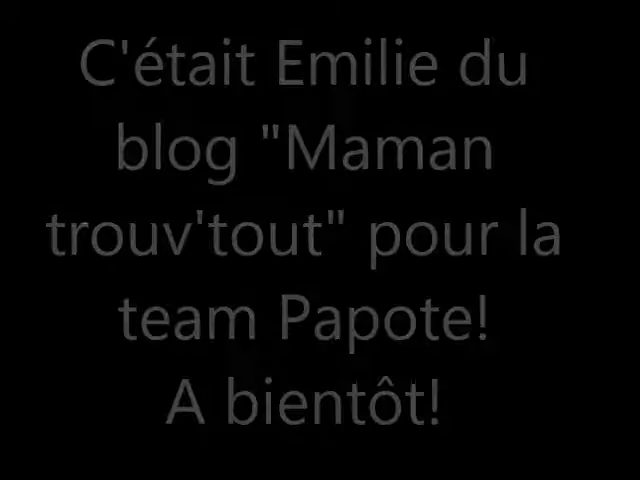 C'était Emilie du
blog "Maman
trouv'tout" pour la
team Papote!
A bientôt!